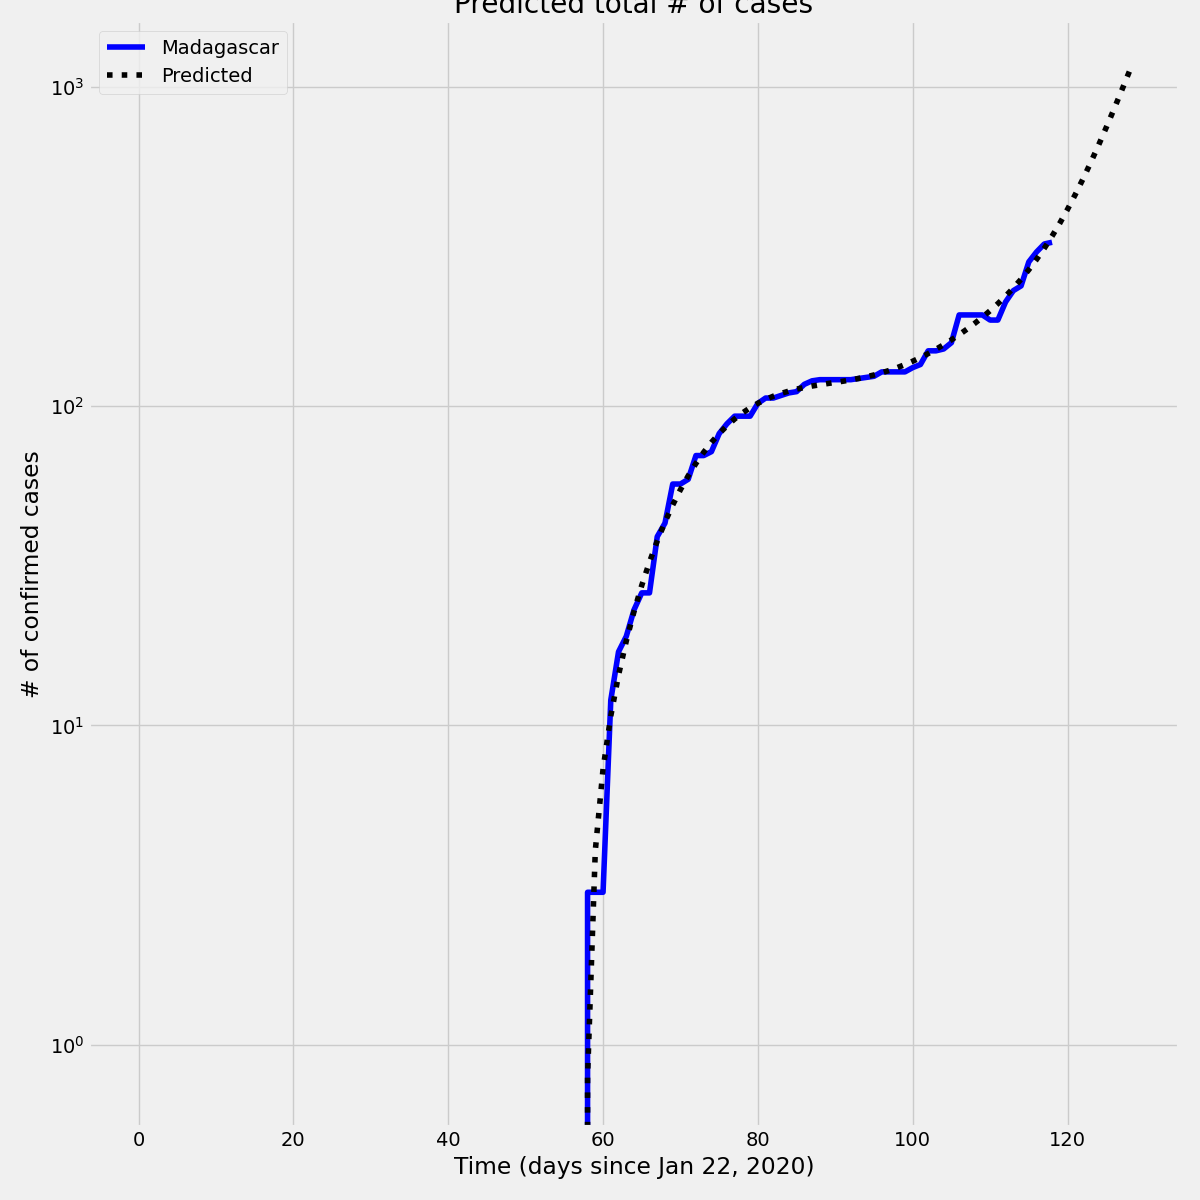 Predicted total # of cases
Madagascar
Predicted
10³
10²
10¹
10⁰
# of confirmed cases
0 20 40 60 80 100 120
Time (days since Jan 22, 2020)